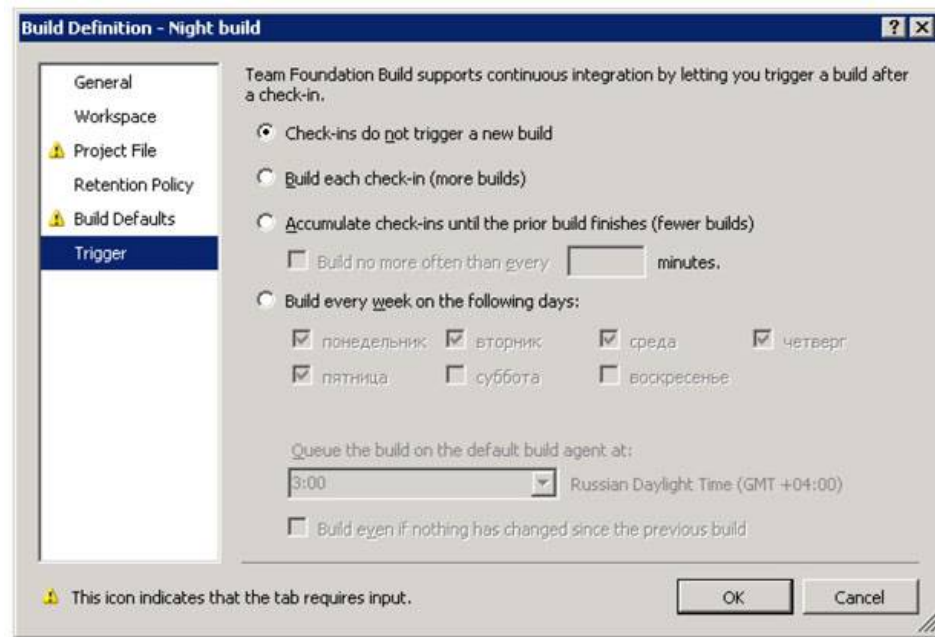 Build Definition - Night build
General
Workspace
Project File
Retention Policy
Build Defaults
Trigger
Team Foundation Build supports continuous integration by letting you trigger a build after
a check-in.
Check-ins do not trigger a new build
Build each check-in (more builds)
Accumulate check-ins until the prior build finishes (fewer builds)
Build no more often than every minutes.
Build every week on the following days:
понедельник вторник среда четверг
пятница суббота воскресенье
Queue the build on the default build agent at:
3:00 Russian Daylight Time (GMT +04:00)
Build even if nothing has changed since the previous build
This icon indicates that the tab requires input.
OK Cancel